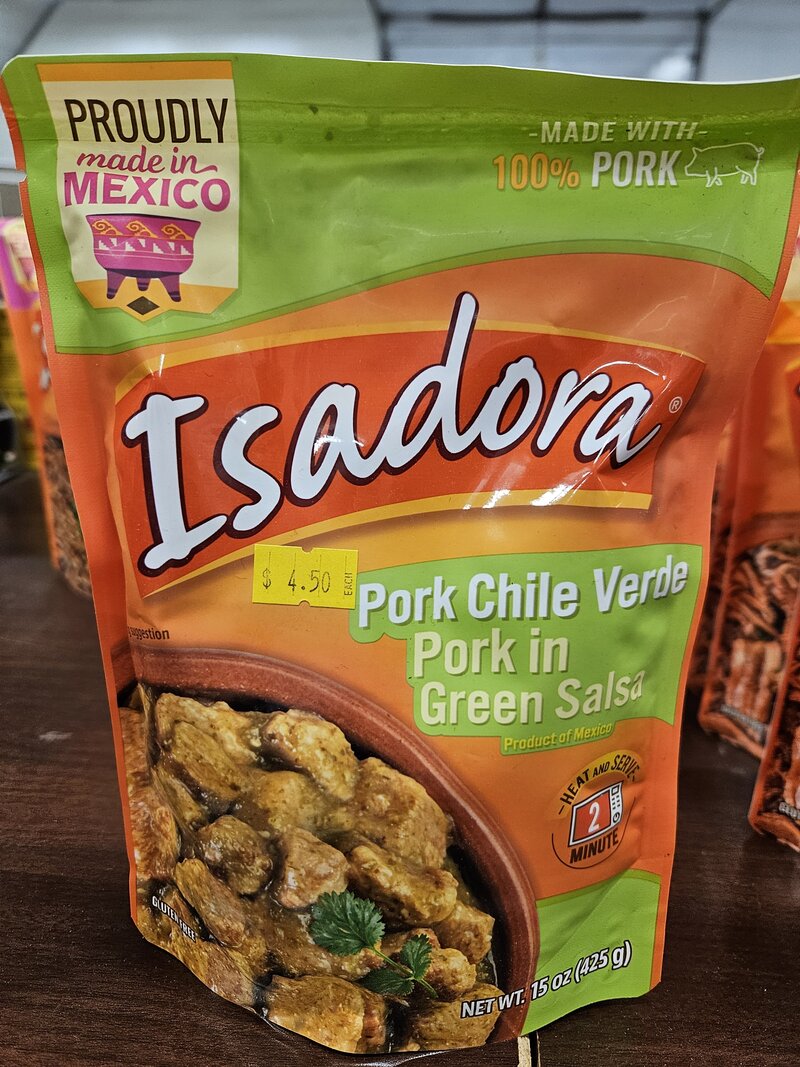 PROUDLY
made in
MEXICO
-MADE WITH-
100% PORK
Isadora®
$ 4.50 EACH
Pork Chile Verde
Pork in
Green Salsa
Product of Mexico
suggestion
HEAT AND SERVE
2
MINUTE
GLUTEN FREE
NET WT. 15 oz (425 g)